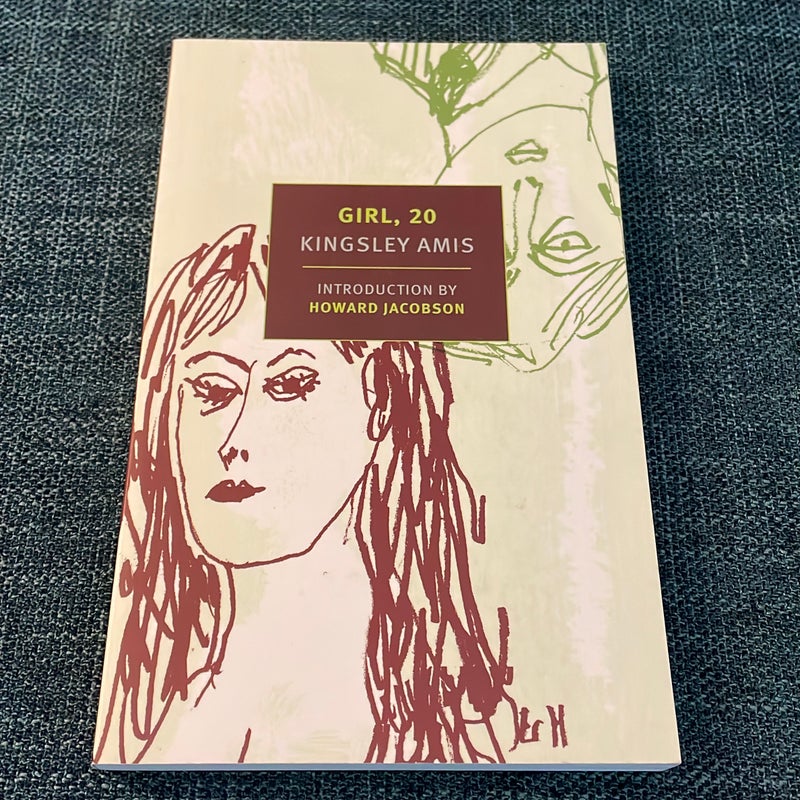 GIRL, 20
KINGSLEY AMIS
INTRODUCTION BY
HOWARD JACOBSON